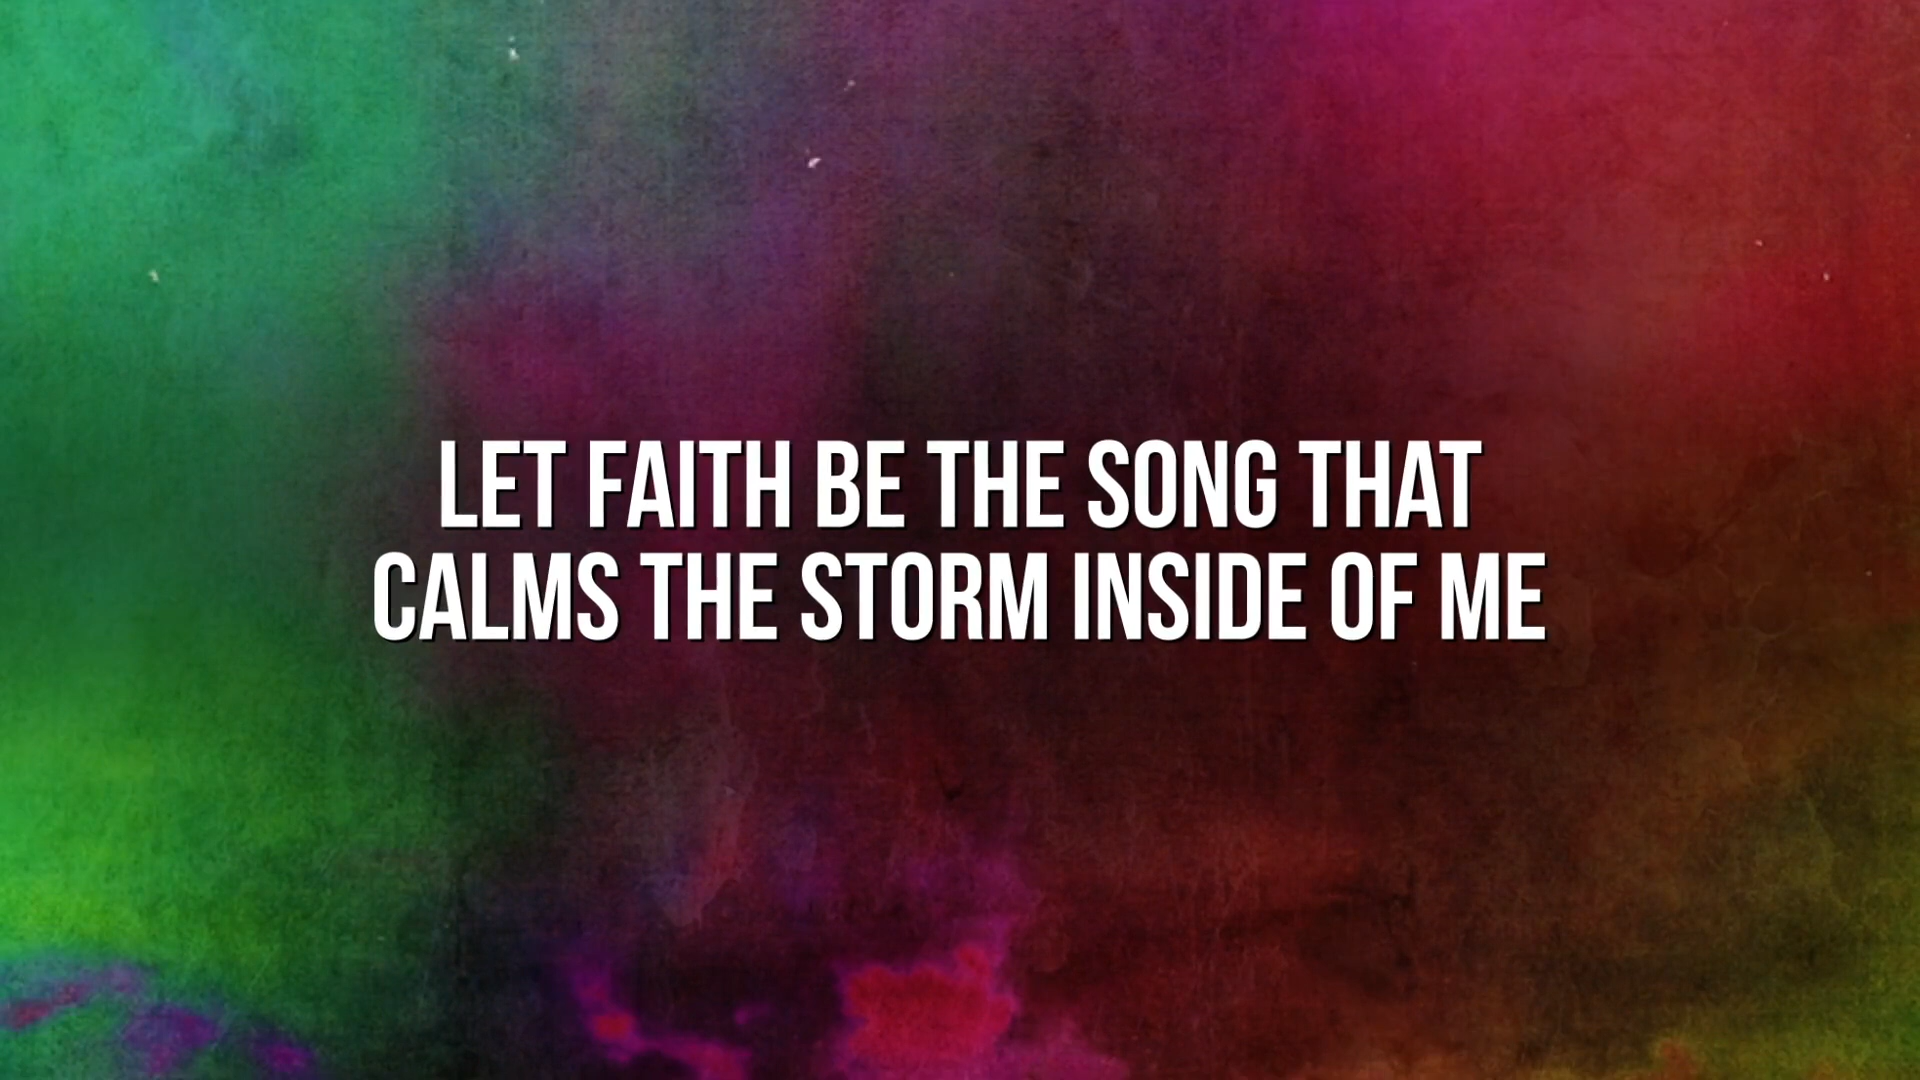 LET FAITH BE THE SONG THAT
CALMS THE STORM INSIDE OF ME